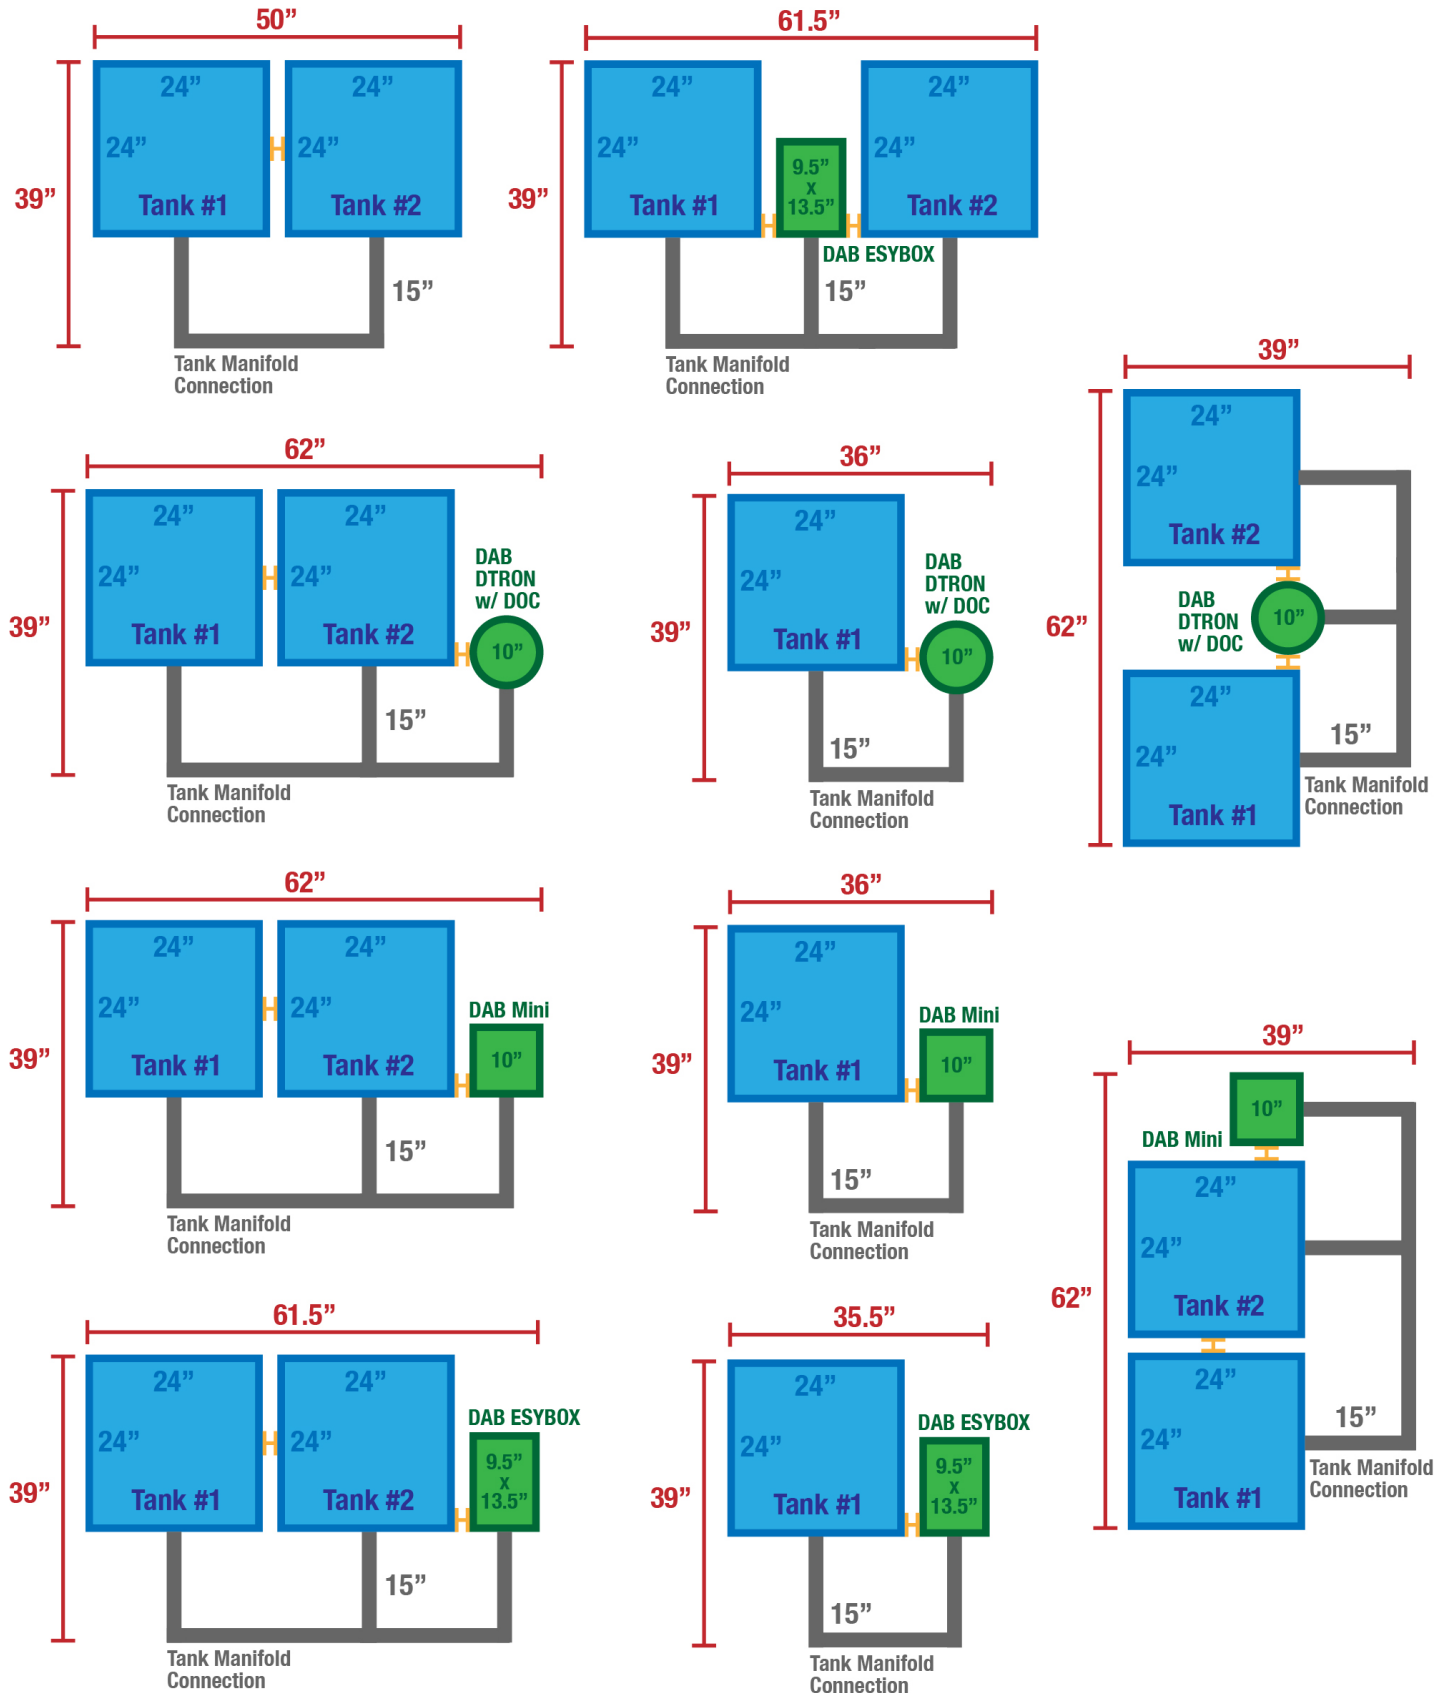 50”
24”
24”
24”
24”
39”
Tank #1
Tank #2
15”
Tank Manifold
Connection
61.5”
24”
24”
24”
24”
9.5”
x
13.5”
39”
Tank #1
Tank #2
DAB ESYBOX
15”
Tank Manifold
Connection
39”
24”
24”
Tank #2
DAB
DTRON
w/ DOC
10”
62”
24”
24”
15”
Tank #1
Tank Manifold
Connection
62”
24”
24”
24”
24”
DAB
DTRON
w/ DOC
10”
39”
Tank #1
Tank #2
15”
Tank Manifold
Connection
36”
24”
24”
DAB
DTRON
w/ DOC
10”
39”
Tank #1
15”
Tank Manifold
Connection
62”
24”
24”
24”
24”
DAB Mini
10”
39”
Tank #1
Tank #2
15”
Tank Manifold
Connection
36”
24”
24”
DAB Mini
10”
39”
Tank #1
15”
Tank Manifold
Connection
39”
10”
DAB Mini
24”
24”
Tank #2
62”
24”
24”
15”
Tank #1
Tank Manifold
Connection
61.5”
24”
24”
24”
24”
DAB ESYBOX
9.5”
x
13.5”
39”
Tank #1
Tank #2
15”
Tank Manifold
Connection
35.5”
24”
24”
DAB ESYBOX
9.5”
x
13.5”
39”
Tank #1
15”
Tank Manifold
Connection